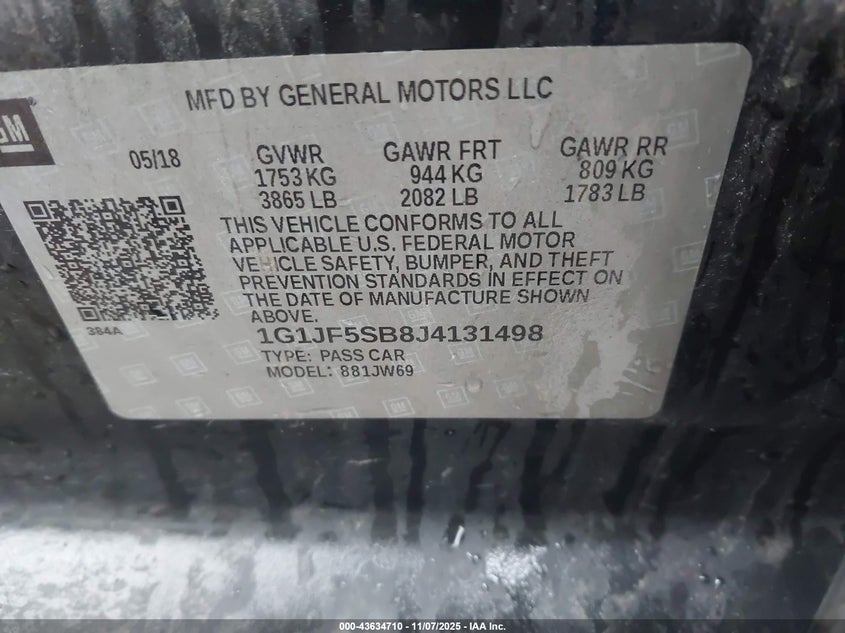 MFD BY GENERAL MOTORS LLC
GM
05/18 GVWR GAWR FRT GAWR RR
1753 KG 944 KG 809 KG
3865 LB 2082 LB 1783 LB
THIS VEHICLE CONFORMS TO ALL
APPLICABLE U.S. FEDERAL MOTOR
VEHICLE SAFETY, BUMPER, AND THEFT
PREVENTION STANDARDS IN EFFECT ON
THE DATE OF MANUFACTURE SHOWN
ABOVE.
384A
1G1JF5SB8J4131498
TYPE: PASS CAR
MODEL: 881JW69
000-43634710 — 11/07/2025 — IAA Inc.